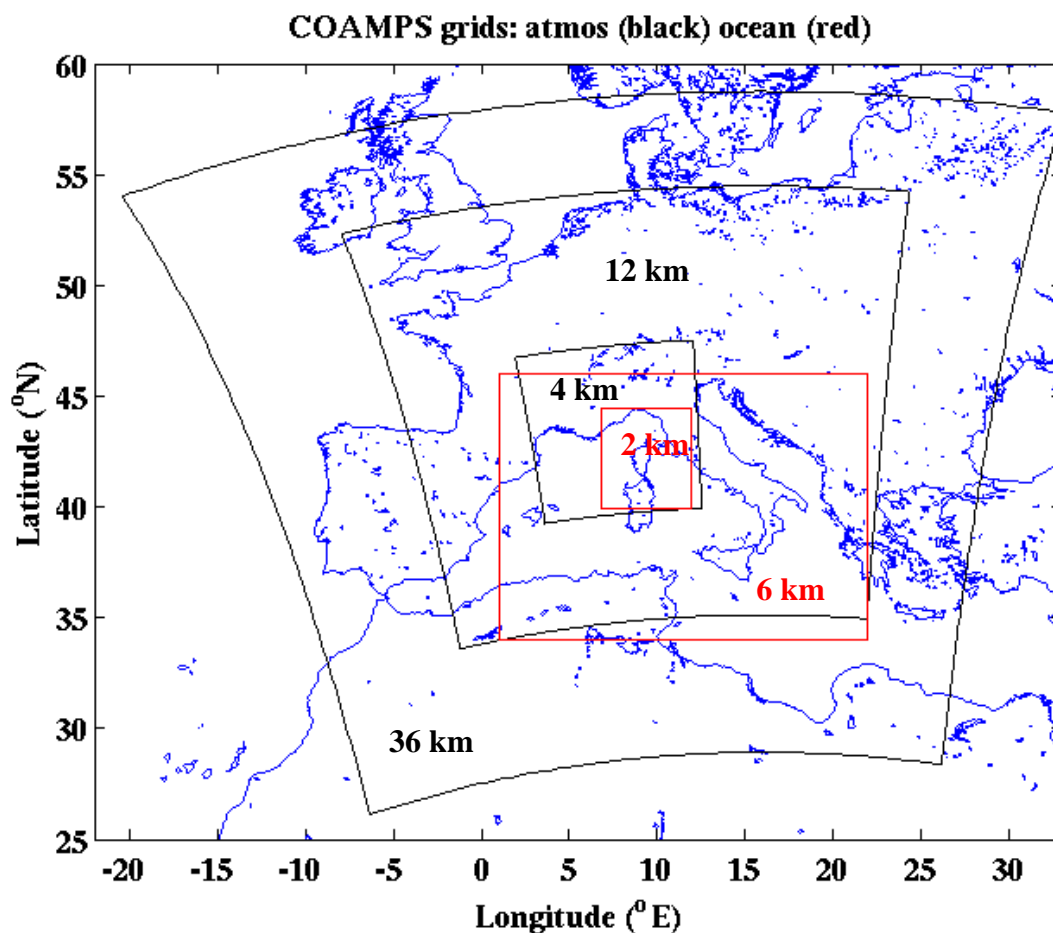 COAMPS grids: atmos (black) ocean (red)
60
55
50
45
40
35
30
25
Latitude (°N)
12 km
4 km
2 km
6 km
36 km
-20 -15 -10 -5 0 5 10 15 20 25 30
Longitude (°E)